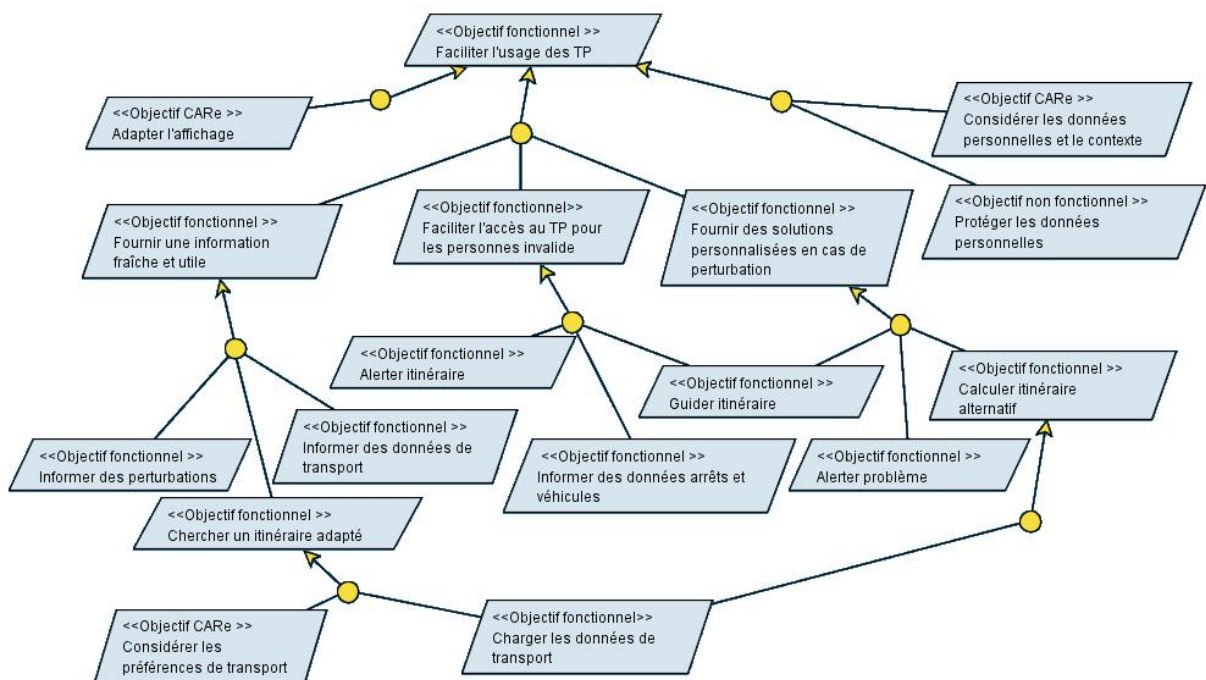 <<Objectif fonctionnel >>
Faciliter l'usage des TP
<<Objectif CARe >>
Adapter l'affichage
<<Objectif CARe >>
Considérer les données
personnelles et le contexte
<<Objectif non fonctionnel >>
Protéger les données
personnelles
<<Objectif fonctionnel >>
Fournir une information
fraîche et utile
<<Objectif fonctionnel>>
Faciliter l'accès au TP pour
les personnes invalide
<<Objectif fonctionnel >>
Fournir des solutions
personnalisées en cas de
perturbation
<<Objectif fonctionnel >>
Alerter itinéraire
<<Objectif fonctionnel >>
Guider itinéraire
<<Objectif fonctionnel >>
Calculer itinéraire
alternatif
<<Objectif fonctionnel >>
Informer des perturbations
<<Objectif fonctionnel >>
Informer des données de
transport
<<Objectif fonctionnel >>
Informer des données arrêts et
véhicules
<<Objectif fonctionnel >>
Alerter problème
<<Objectif fonctionnel >>
Chercher un itinéraire adapté
<<Objectif CARe >>
Considérer les
préférences de transport
<<Objectif fonctionnel>>
Charger les données de
transport